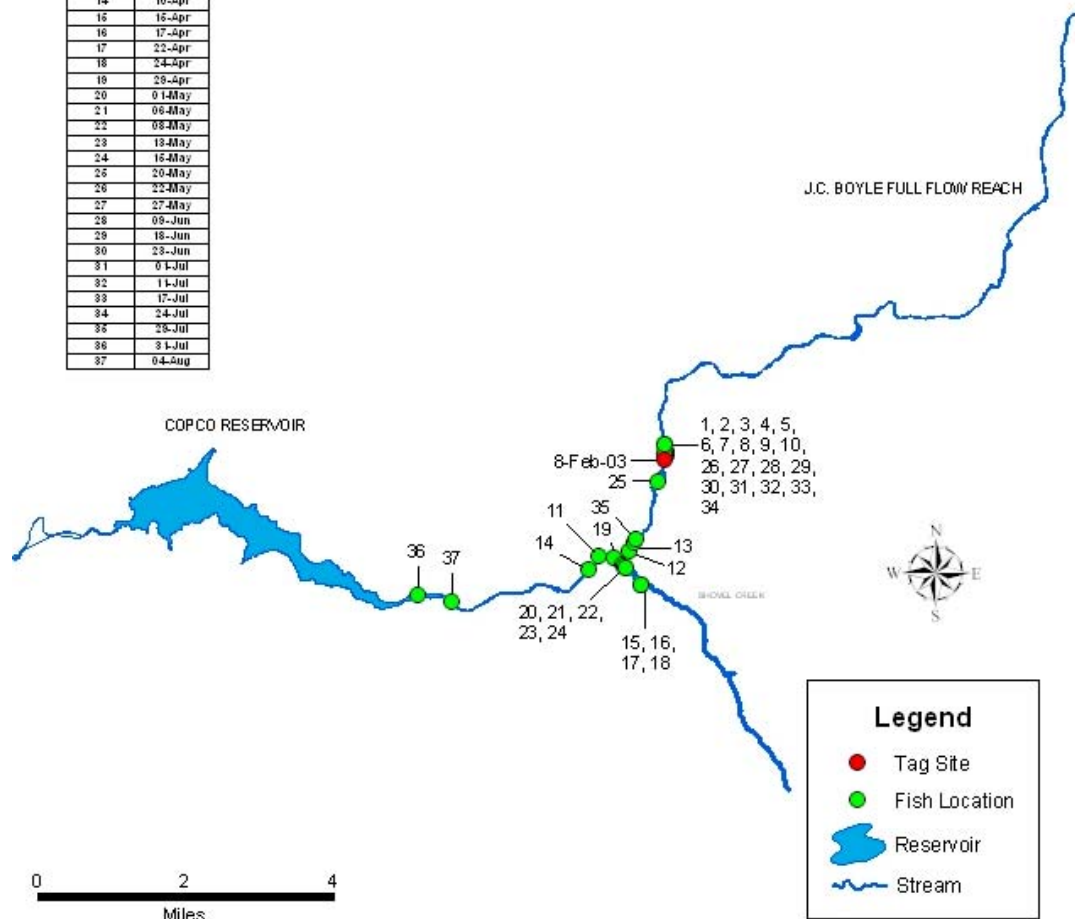 15 15-Apr
16 17-Apr
17 22-Apr
18 24-Apr
19 29-Apr
20 01-May
21 06-May
22 08-May
23 13-May
24 15-May
25 20-May
26 22-May
27 27-May
28 09-Jun
29 18-Jun
30 23-Jun
31 01-Jul
32 11-Jul
33 17-Jul
34 24-Jul
35 29-Jul
36 31-Jul
37 04-Aug
J.C. BOYLE FULL FLOW REACH
COPCO RESERVOIR
1, 2, 3, 4, 5,
6, 7, 8, 9, 10,
26, 27, 28, 29,
30, 31, 32, 33,
34
8-Feb-03
25
35
19
11
14
13
12
36
37
20, 21, 22,
23, 24
15, 16,
17, 18
SHOVEL CREEK
N
W E
S
Legend
Tag Site
Fish Location
Reservoir
Stream
0 2 4
Miles